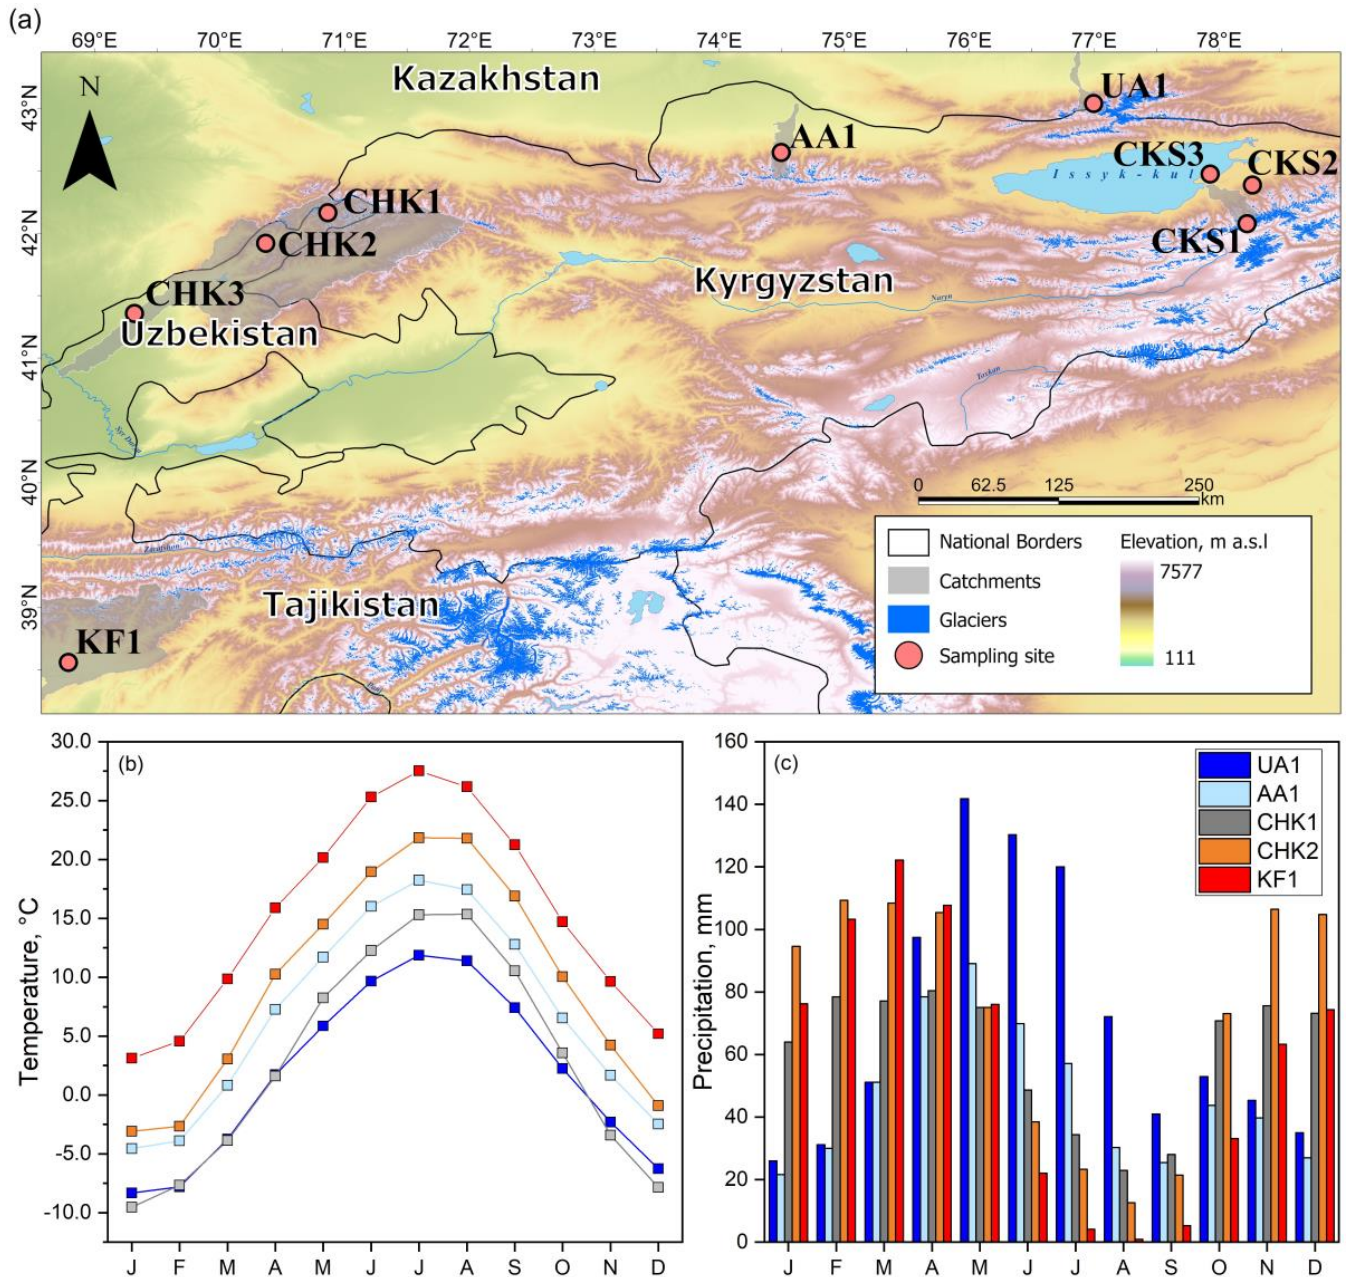 (a)
69°E 70°E 71°E 72°E 73°E 74°E 75°E 76°E 77°E 78°E
43°N
42°N
41°N
40°N
39°N
N
Kazakhstan
UA1
AA1
CKS3
CKS2
Issyk-kul
CHK1
CHK2
CKS1
Kyrgyzstan
Naryn
CHK3
Uzbekistan
Taxkan
Syr Darya
0 62.5 125 250
km
National Borders
Catchments
Glaciers
Sampling site
Elevation, m a.s.l
7577
111
Tajikistan
KF1
(b)
30.0
25.0
20.0
15.0
10.0
5.0
0.0
-5.0
-10.0
Temperature, °C
J F M A M J J A S O N D
(c)
160
140
120
100
80
60
40
20
0
Precipitation, mm
UA1
AA1
CHK1
CHK2
KF1
J F M A M J J A S O N D